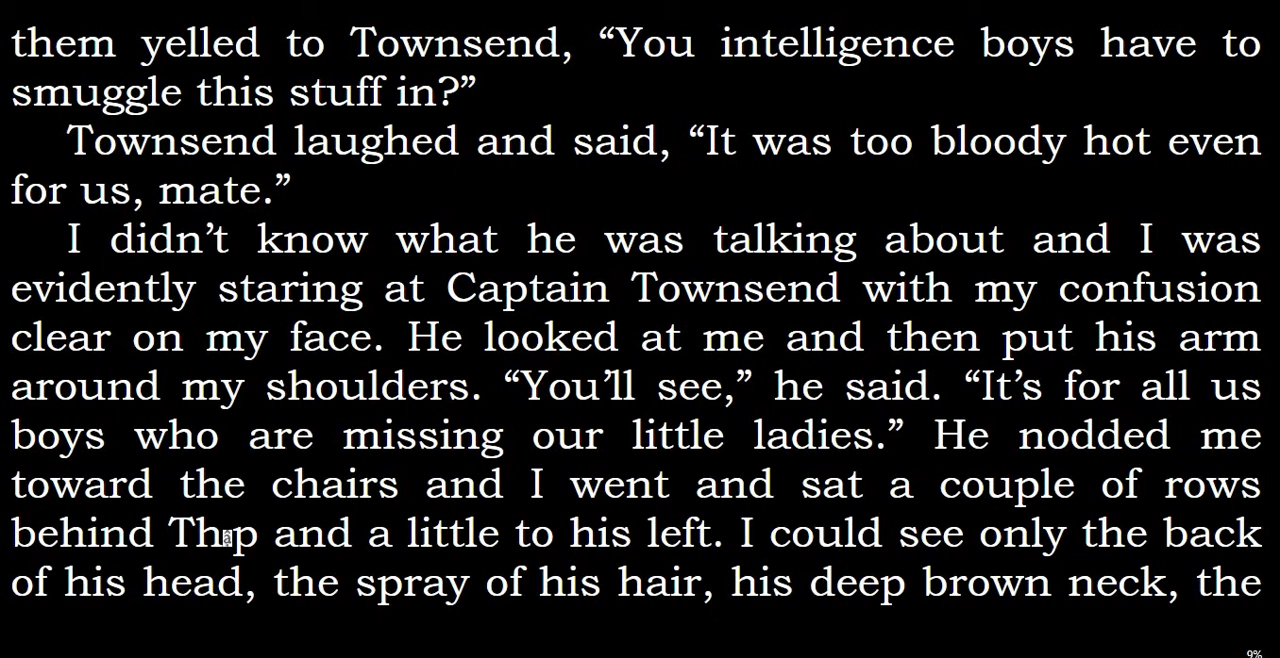 them yelled to Townsend, “You intelligence boys have to
smuggle this stuff in?”
Townsend laughed and said, “It was too bloody hot even
for us, mate.”
I didn’t know what he was talking about and I was
evidently staring at Captain Townsend with my confusion
clear on my face. He looked at me and then put his arm
around my shoulders. “You’ll see,” he said. “It’s for all us
boys who are missing our little ladies.” He nodded me
toward the chairs and I went and sat a couple of rows
behind Thập and a little to his left. I could see only the back
of his head, the spray of his hair, his deep brown neck, the
9%